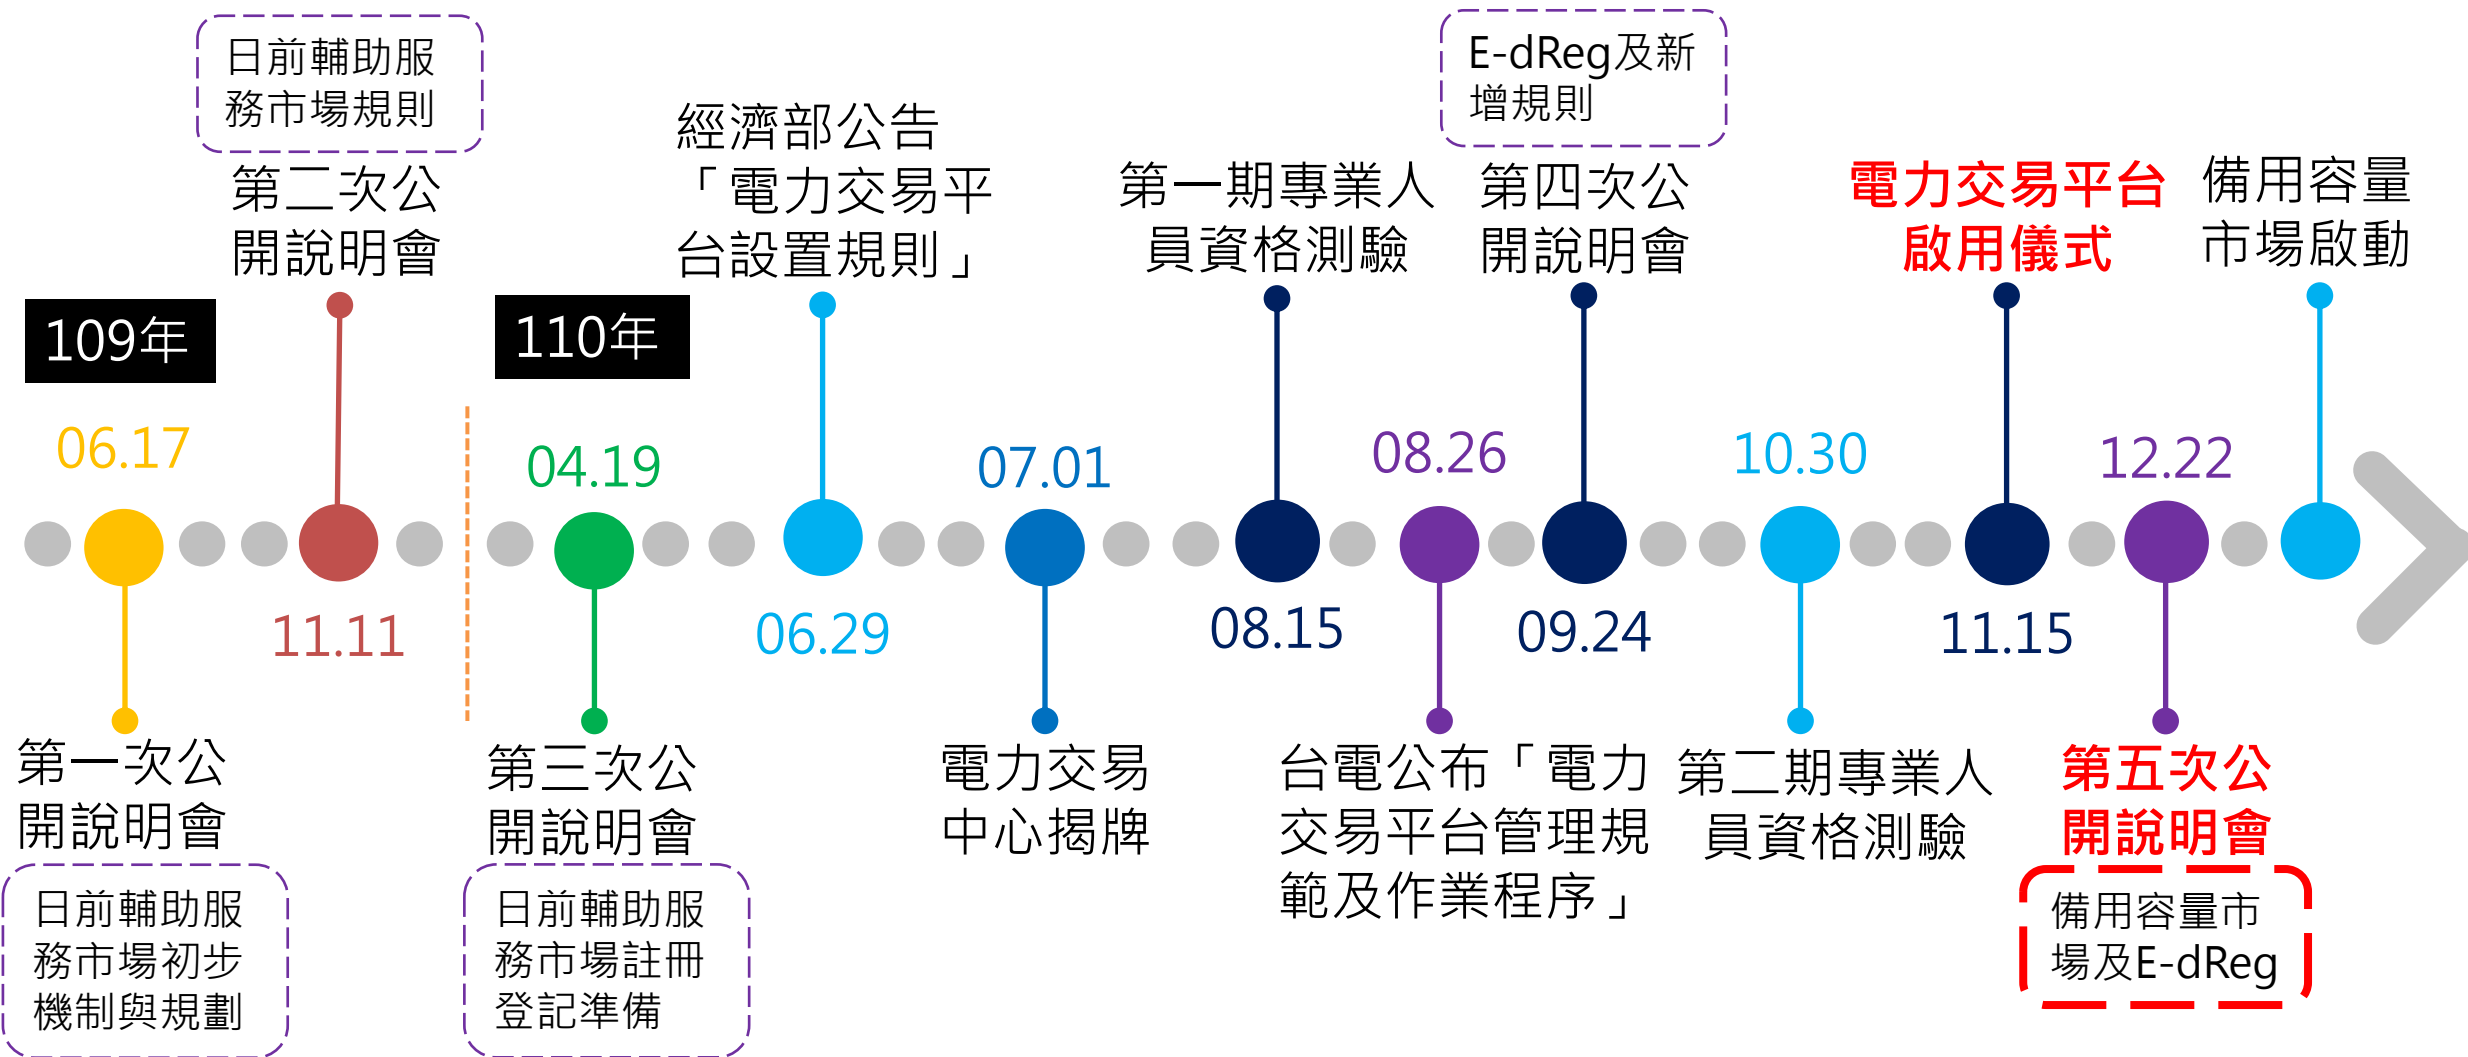 日前輔助服
務市場規則
第二次公
開說明會
經濟部公告
「電力交易平
台設置規則」
第一期專業人
員資格測驗
E-dReg及新
增規則
第四次公
開說明會
電力交易平台
啟用儀式
備用容量
市場啟動
109年
110年
06.17
11.11
04.19
06.29
07.01
08.15
08.26
09.24
10.30
11.15
12.22
第一次公
開說明會
日前輔助服
務市場初步
機制與規劃
第三次公
開說明會
日前輔助服
務市場註冊
登記準備
電力交易
中心揭牌
台電公布「電力
交易平台管理規
範及作業程序」
第二期專業人
員資格測驗
第五次公
開說明會
備用容量市
場及E-dReg